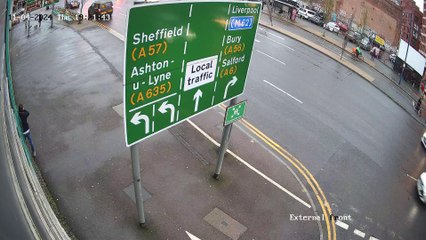 Sheffield
(A57)
Ashton-
u - Lyne
(A635)
Local
traffic
Liverpool
M62
Bury
(A56)
Salford
(A6)
External front